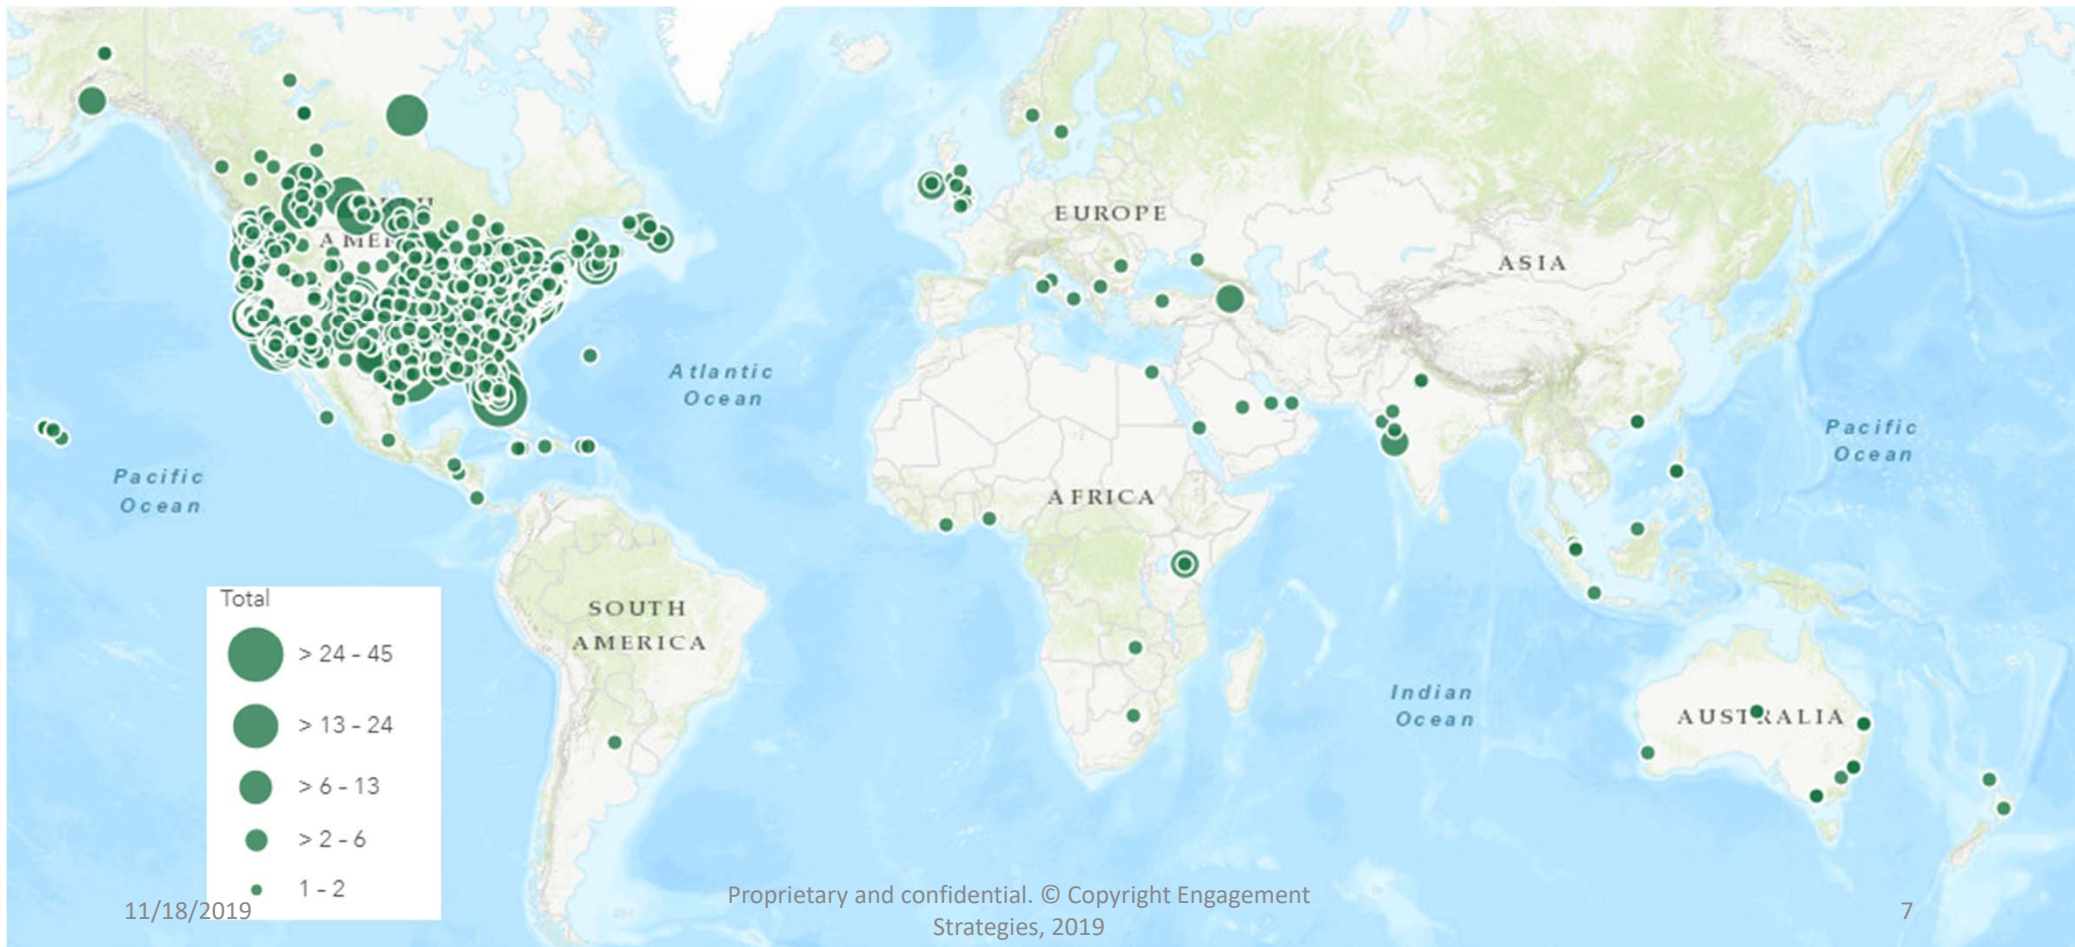 EUROPE
AMERI
ASIA
Atlantic
Ocean
Pacific
Ocean
Pacific
Ocean
AFRICA
SOUTH
AMERICA
Indian
Ocean
AUSTRALIA
Total
> 24 - 45
> 13 - 24
> 6 - 13
> 2 - 6
1 - 2
11/18/2019
Proprietary and confidential. © Copyright Engagement
Strategies, 2019
7